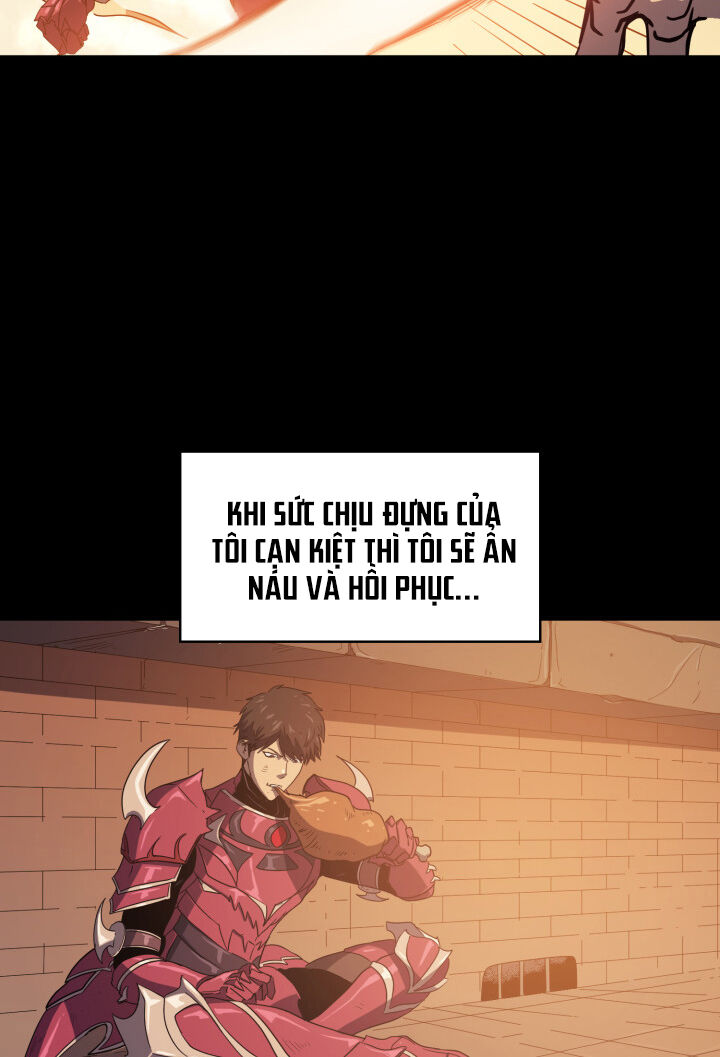 KHI SỨC CHỊU ĐỰNG CỦA
TÔI CẠN KIỆT THÌ TÔI SẼ ẨN
NÁU VÀ HỒI PHỤC...